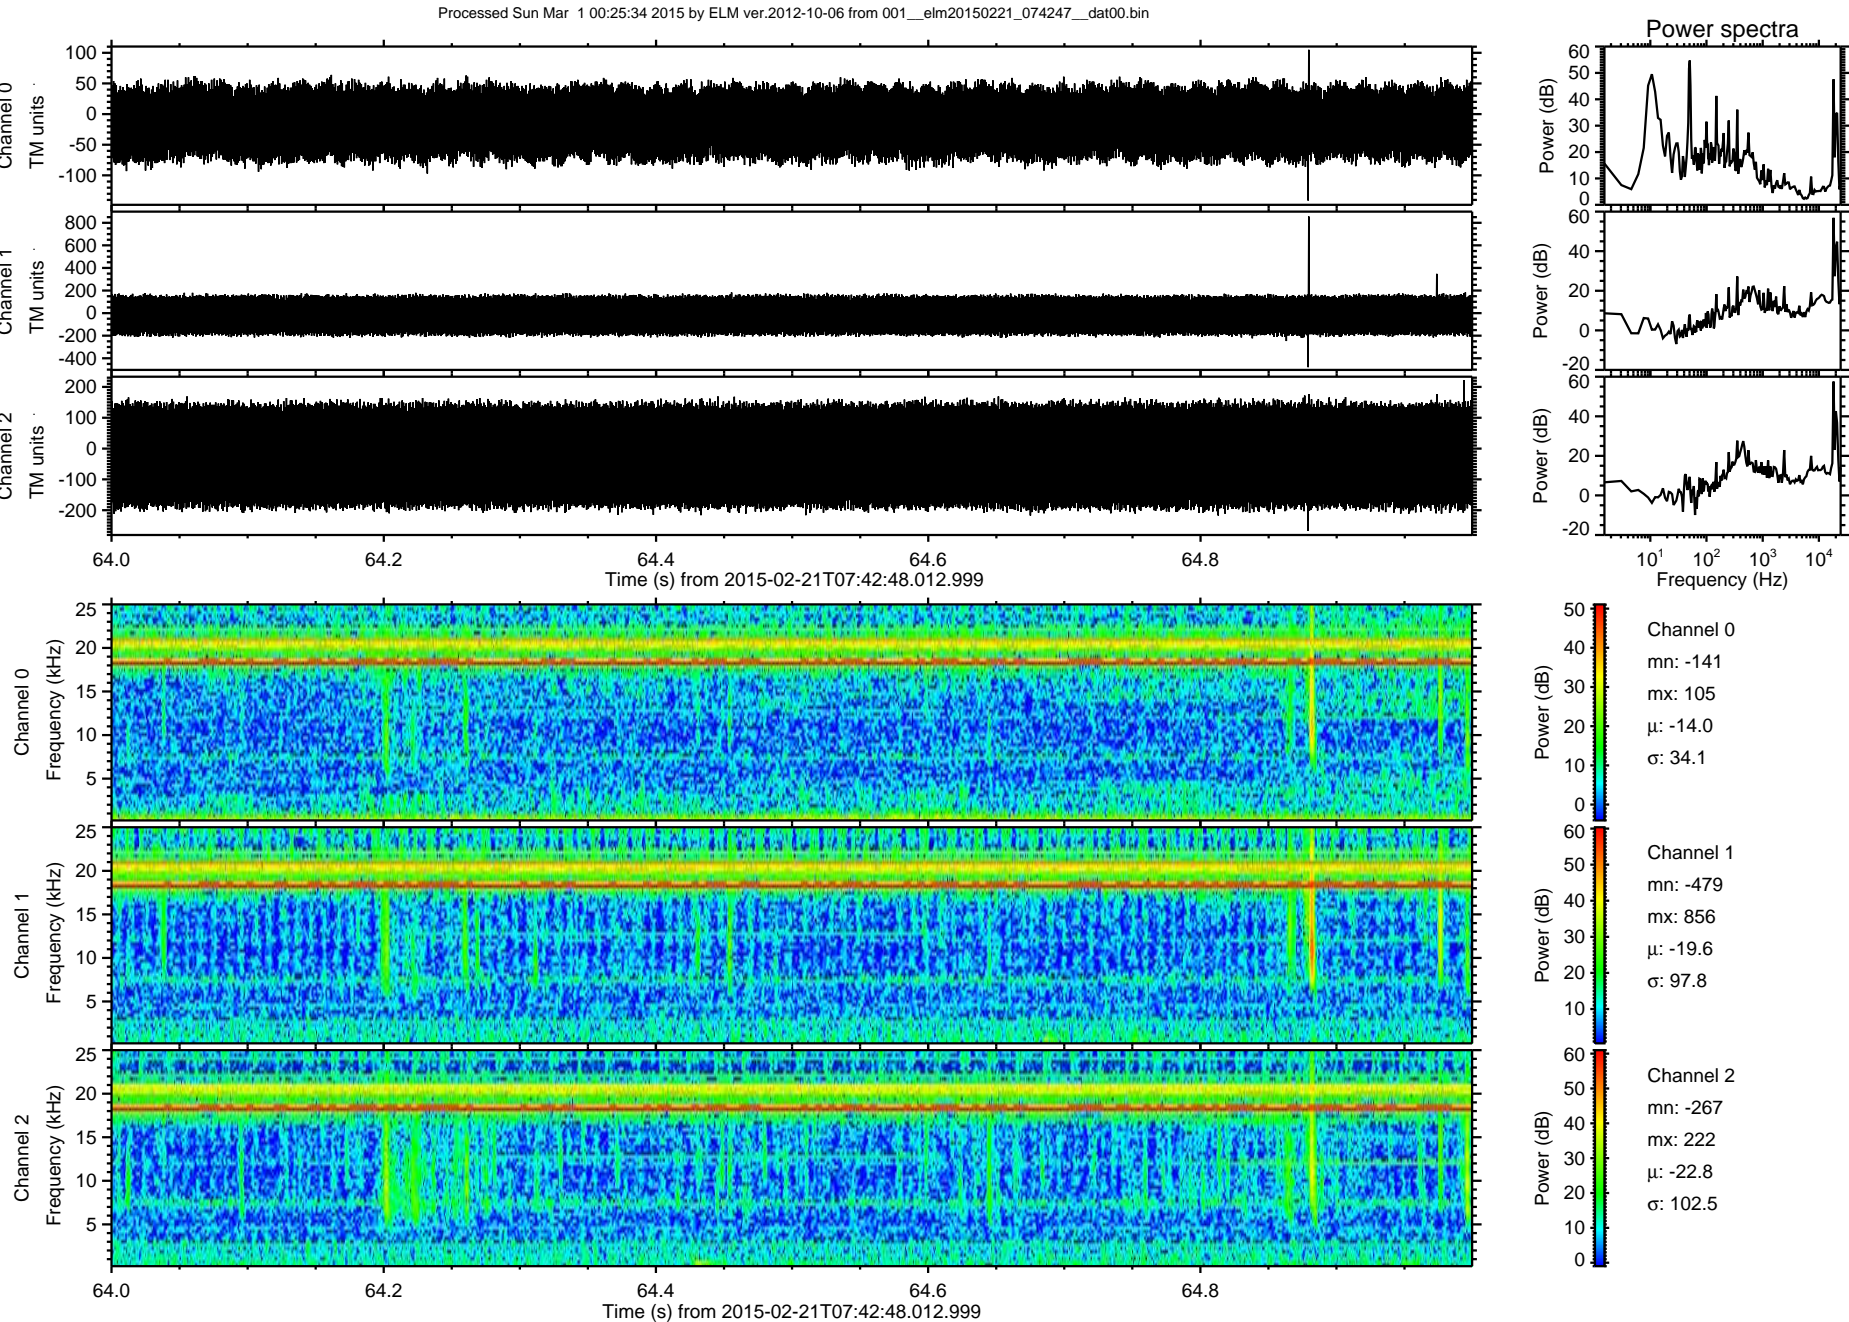 Processed Sun Mar 1 00:25:34 2015 by ELM ver.2012-10-06 from 001__elm20150221_074247__dat00.bin
Power spectra
Channel 0
TM units
100
50
0
-50
-100
Power (dB)
60
50
40
30
20
10
0
Channel 1
TM units
800
600
400
200
0
-200
-400
Power (dB)
60
40
20
0
-20
Channel 2
TM units
200
100
0
-100
-200
Power (dB)
60
40
20
0
-20
64.0 64.2 64.4 64.6 64.8
Time (s) from 2015-02-21T07:42:48.012.999
10¹ 10² 10³ 10⁴
Frequency (Hz)
Channel 0
Frequency (kHz)
25
20
15
10
5
Power (dB)
50
40
30
20
10
0
Channel 0
mn: -141
mx: 105
μ: -14.0
σ: 34.1
Channel 1
Frequency (kHz)
25
20
15
10
5
Power (dB)
60
50
40
30
20
10
Channel 1
mn: -479
mx: 856
μ: -19.6
σ: 97.8
Channel 2
Frequency (kHz)
25
20
15
10
5
Power (dB)
60
50
40
30
20
10
0
Channel 2
mn: -267
mx: 222
μ: -22.8
σ: 102.5
64.0 64.2 64.4 64.6 64.8
Time (s) from 2015-02-21T07:42:48.012.999